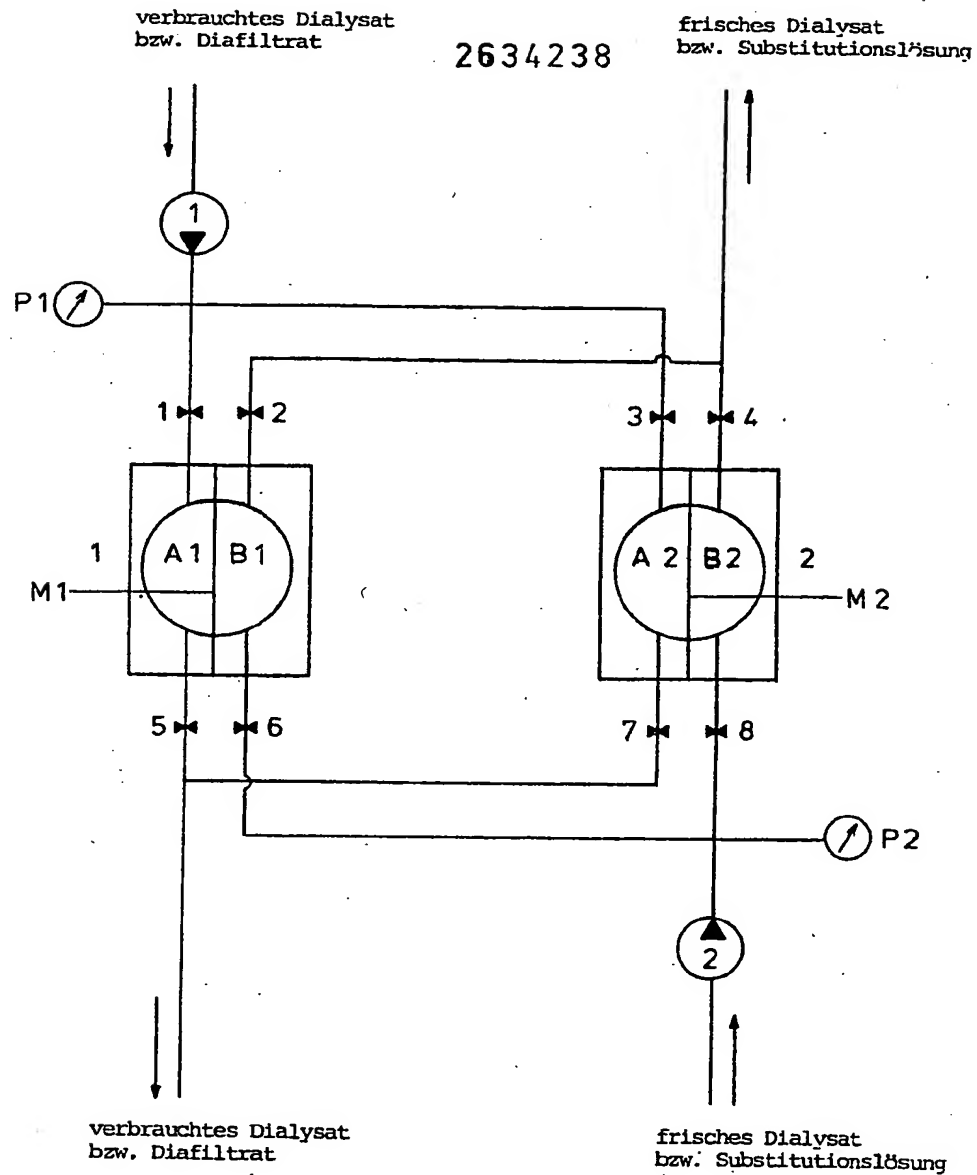 verbrauchtes Dialysat
bzw. Diafiltrat
2634238
frisches Dialysat
bzw. Substitutionslösung
1
P1
1
2
3
4
1
A1
B1
A2
B2
2
M1
M2
5
6
7
8
P2
2
verbrauchtes Dialysat
bzw. Diafiltrat
frisches Dialysat
bzw. Substitutionslösung